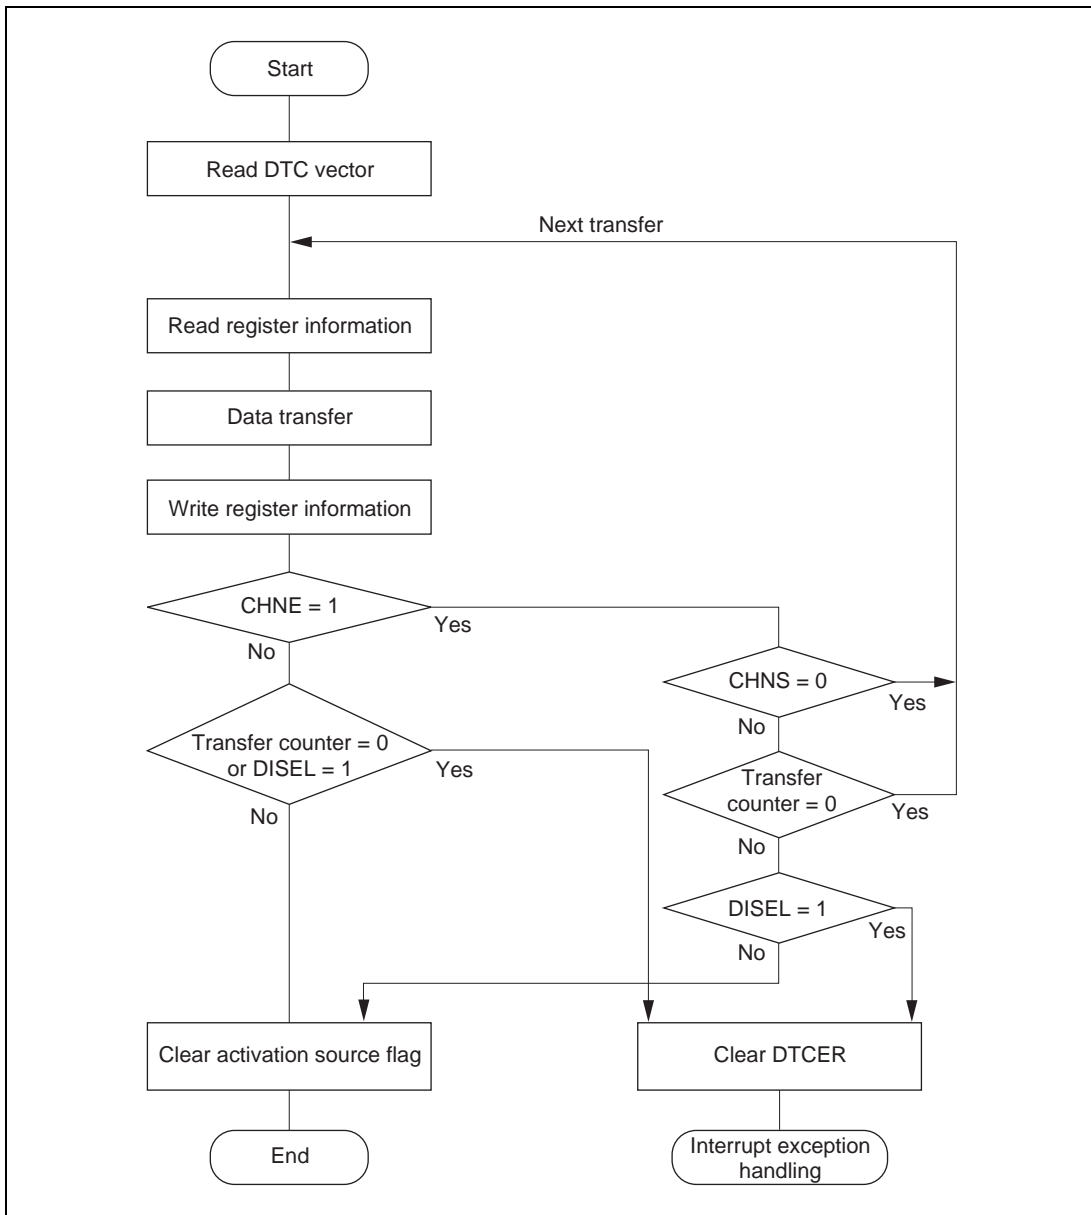 Start
Read DTC vector
Next transfer
Read register information
Data transfer
Write register information
CHNE = 1
Yes
No
CHNS = 0
Yes
No
Transfer counter = 0
or DISEL = 1
Yes
No
Transfer
counter = 0
Yes
No
DISEL = 1
Yes
No
Clear activation source flag
Clear DTCER
End
Interrupt exception
handling